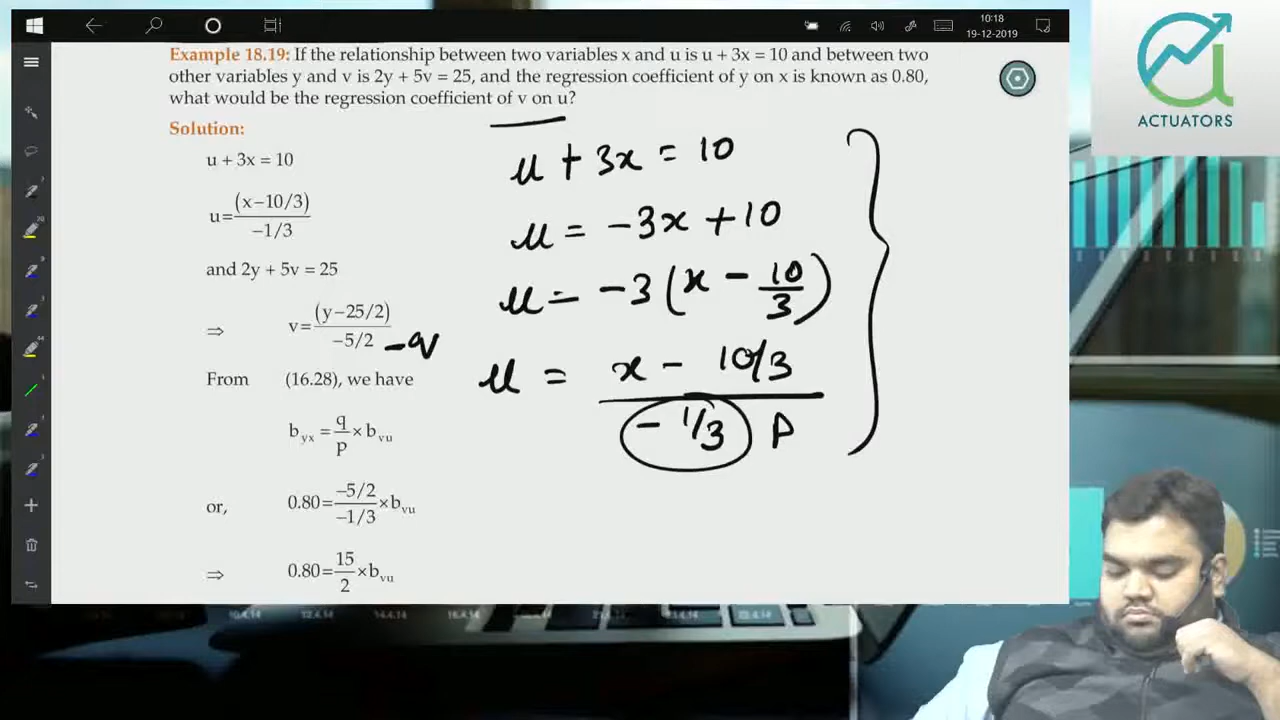 10:18
19-12-2019
ACTUATORS
Example 18.19: If the relationship between two variables x and u is u + 3x = 10 and between two
other variables y and v is 2y + 5v = 25, and the regression coefficient of y on x is known as 0.80,
what would be the regression coefficient of v on u?
Solution:
u + 3x = 10
u=(x−10/3)/−1/3
and 2y + 5v = 25
⇒ v=(y−25/2)/−5/2
From (16.28), we have
b_yx = q/p × b_vu
or, 0.80=−5/2/−1/3 × b_vu
⇒ 0.80=15/2 × b_vu
– q
u + 3x = 10
u = -3x + 10
u = -3 (x - 10/3)
u = x - 10/3
- 1/3 p